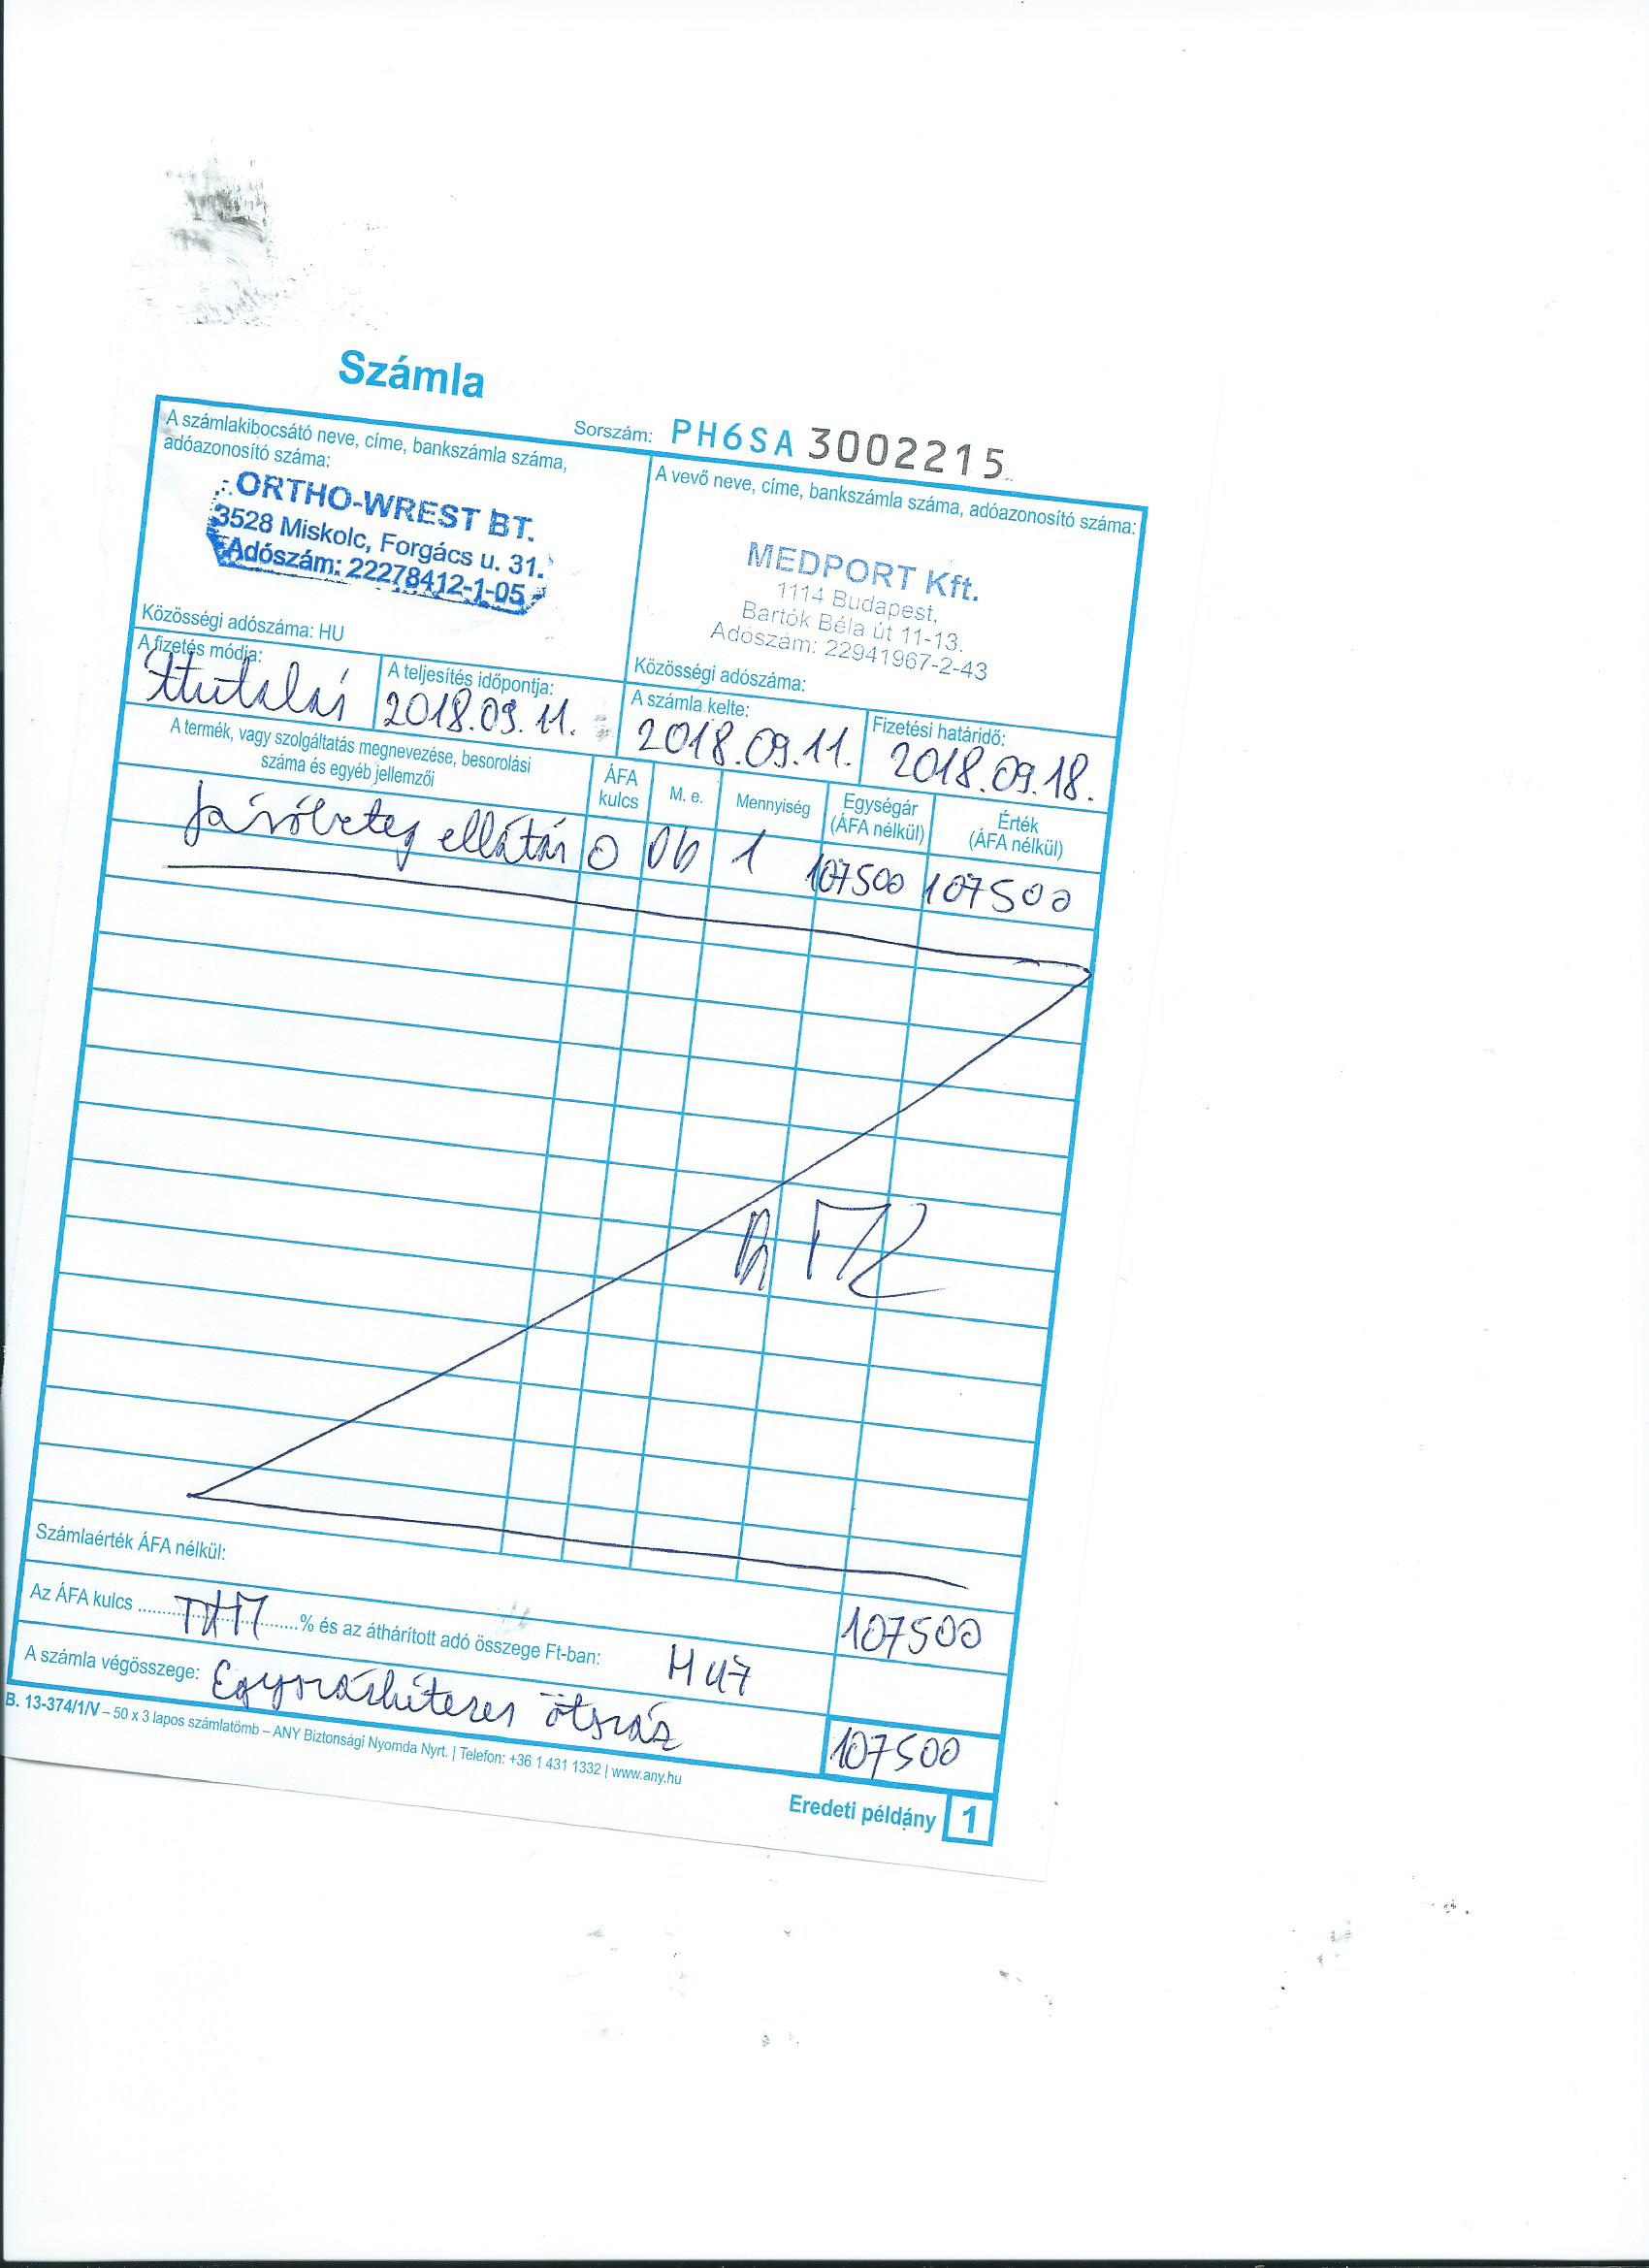 Számla
Sorszám: PH6SA 3002215
A számlakibocsátó neve, címe, bankszámla száma,
adóazonosító száma:
ORTHO-WREST BT.
3528 Miskolc, Forgács u. 31.
Adószám: 22278412-1-05
Közösségi adószáma: HU
A vevő neve, címe, bankszámla száma, adóazonosító száma:
MEDPORT Kft.
1114 Budapest,
Bartók Béla út 11-13.
Adószám: 22941967-2-43
Közösségi adószáma:
A fizetés módja:
Átutalás
A teljesítés időpontja:
2018.09.11.
A számla kelte:
2018.09.11.
Fizetési határidő:
2018.09.18.
A termék, vagy szolgáltatás megnevezése, besorolási
száma és egyéb jellemzői
ÁFA
kulcs
M. e.
Mennyiség
Egységár
(ÁFA nélkül)
Érték
(ÁFA nélkül)
Járóbeteg ellátás 0 Ób 1 107500 107500
Számlaérték ÁFA nélkül:
107500
Az ÁFA kulcs ..... % és az áthárított adó összege Ft-ban:
A számla végösszege: Egyszázhétezer ötszáz
107500
B. 13-374/1/V – 50 x 3 lapos számlatömb – ANY Biztonsági Nyomda Nyrt. | Telefon: +36 1 431 1332 | www.any.hu
Eredeti példány 1